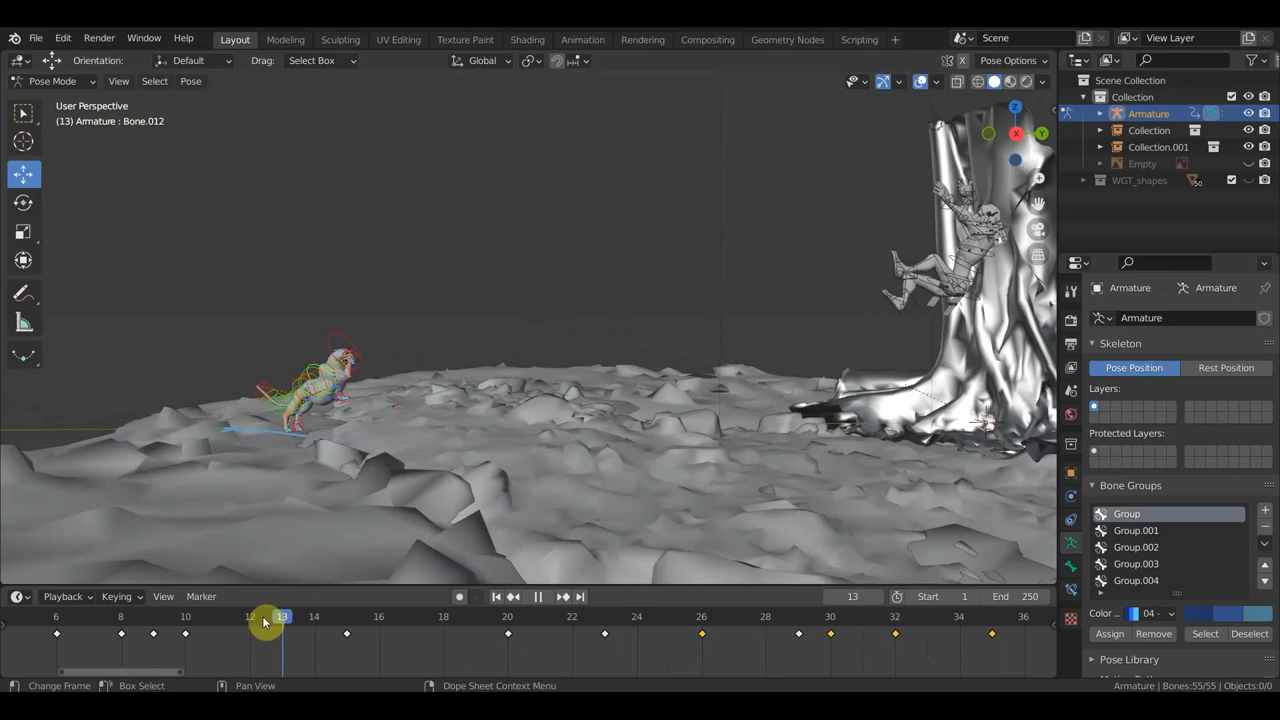 File Edit Render Window Help Layout Modeling Sculpting UV Editing Texture Paint Shading Animation Rendering Compositing Geometry Nodes Scripting + Scene View Layer
Orientation: Default Drag: Select Box Global X Pose Options
Pose Mode View Select Pose
User Perspective
(13) Armature : Bone.012
Z
X
Y
Scene Collection
Collection
Armature
Collection
Collection.001
Empty
WGT_shapes 50
Armature Armature
Armature
Skeleton
Pose Position Rest Position
Layers:
Protected Layers:
Bone Groups
Group
Group.001
Group.002
Group.003
Group.004
Color ... 04 -
Assign Remove Select Deselect
Pose Library
Playback Keying View Marker 13 Start 1 End 250
6 8 10 12 13 14 16 18 20 22 24 26 28 30 32 34 36
Change Frame Box Select Pan View Dope Sheet Context Menu Armature | Bones:55/55 | Objects:0/0